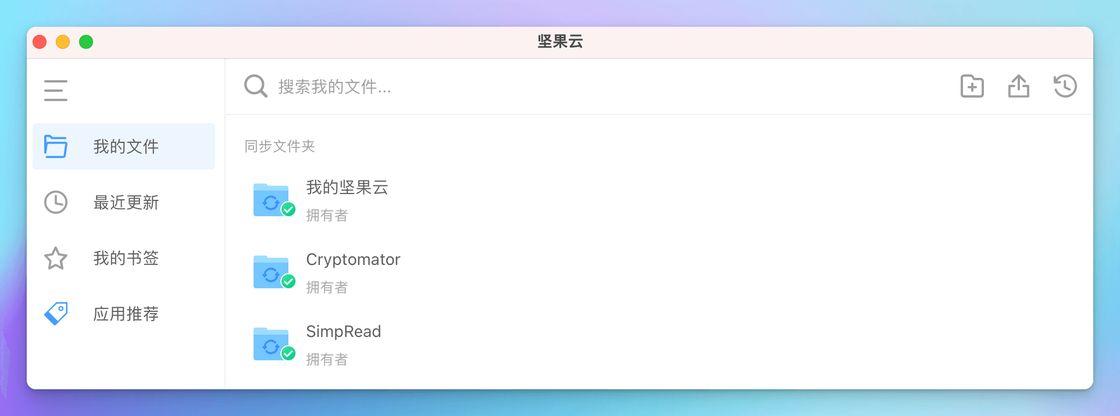 坚果云
搜索我的文件...
我的文件
最近更新
我的书签
应用推荐
同步文件夹
我的坚果云
拥有者
Cryptomator
拥有者
SimpRead
拥有者